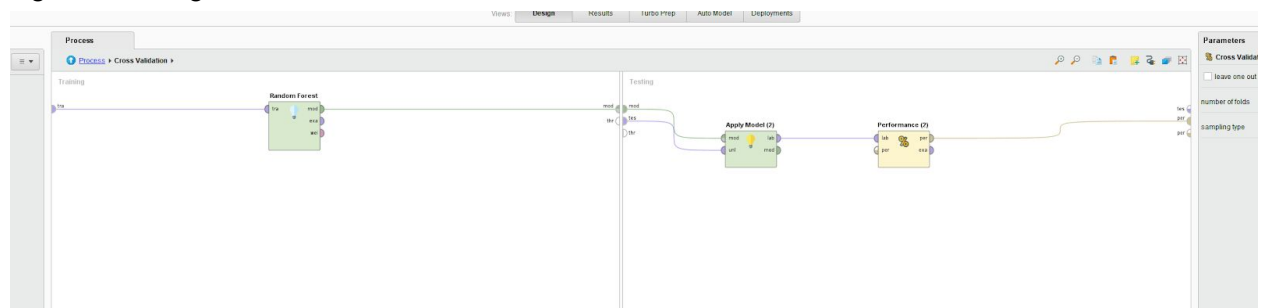 Views: Design Results Turbo Prep Auto Model Deployments
Process
Parameters
Process ▸ Cross Validation ▸
Cross Validat
leave one out
number of folds
sampling type
Training
Random Forest
tra
tra mod
exa
wei
mod
thr
Testing
mod
tes
thr
Apply Model (2)
mod lab
unl mod
Performance (2)
lab per
per exa
tes
per
per